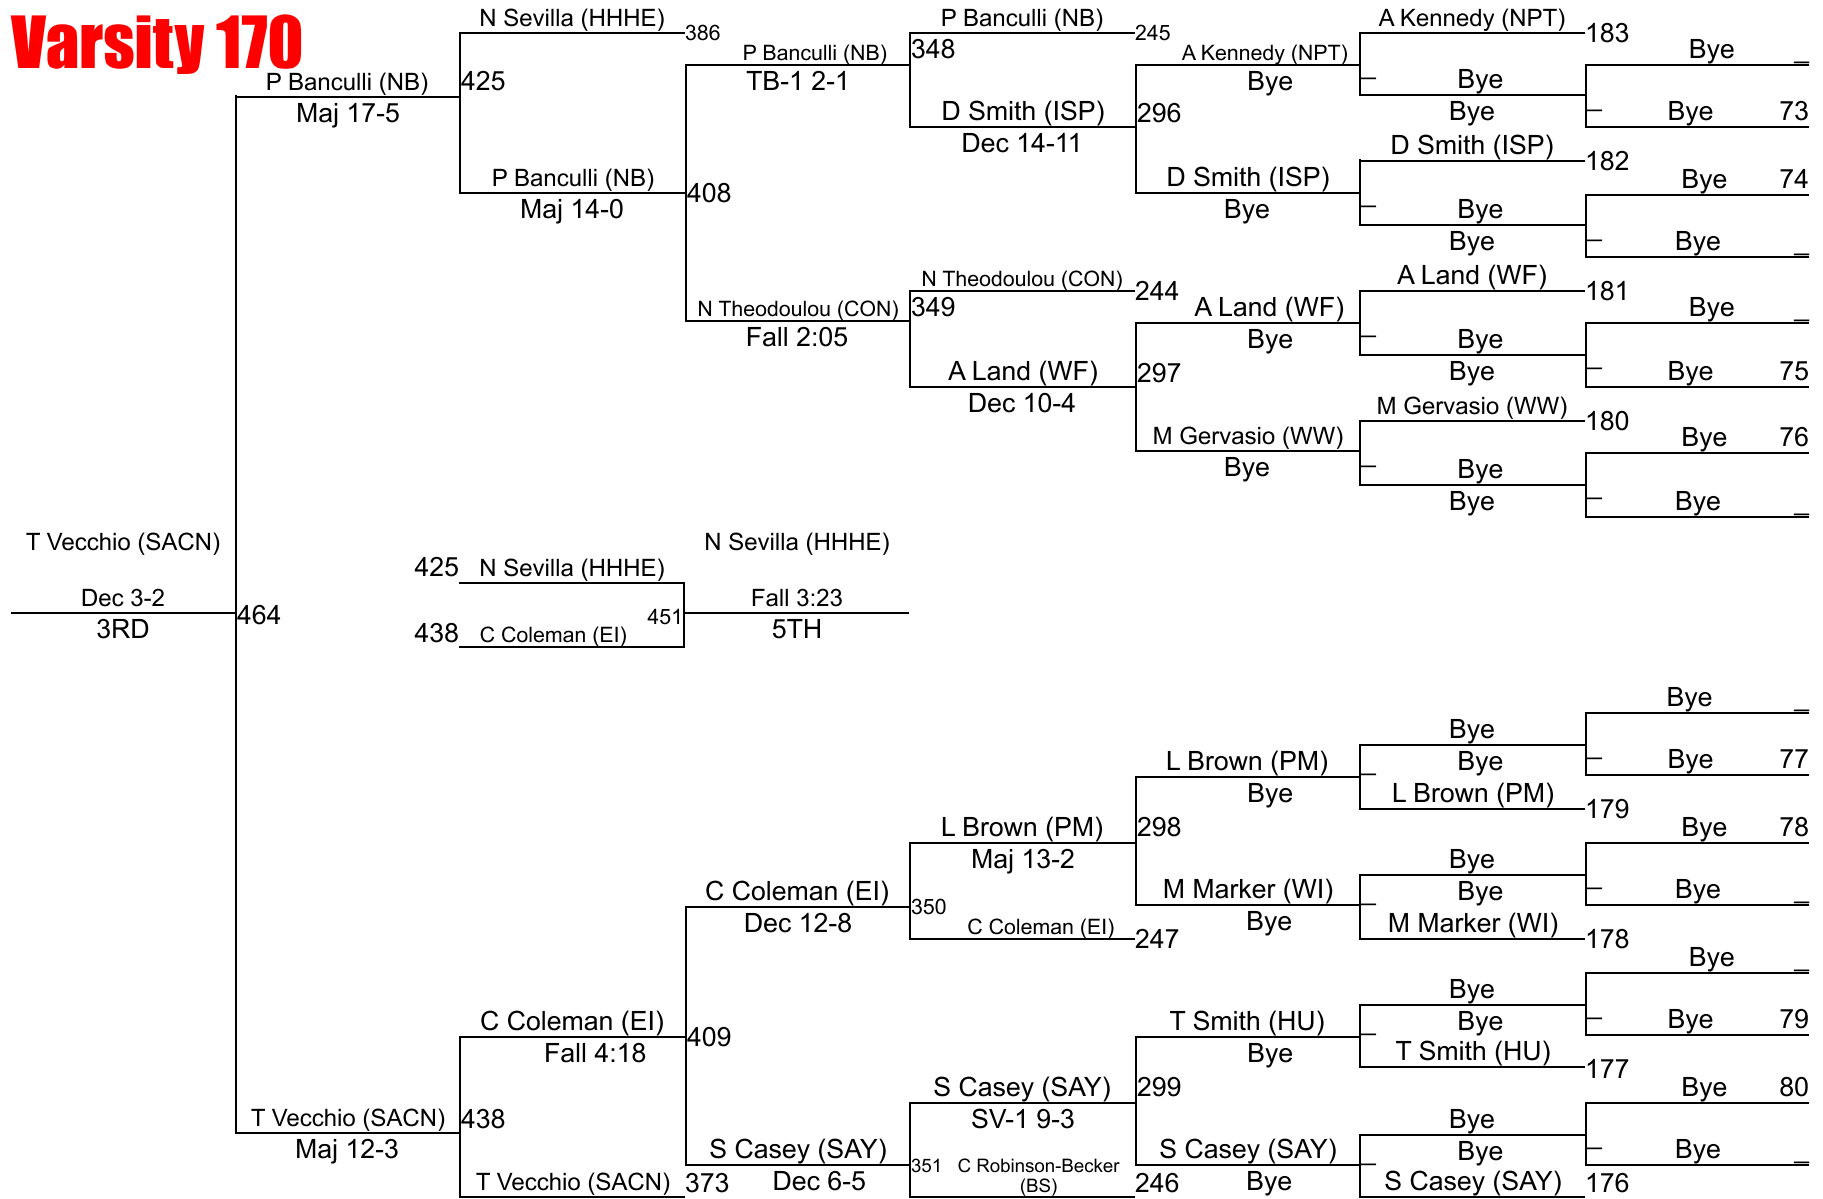 Varsity 170
N Sevilla (HHHE)
386
P Banculli (NB)
245
A Kennedy (NPT)
183
Bye _
P Banculli (NB)
348
A Kennedy (NPT)
P Banculli (NB)
425
TB-1 2-1
Bye
_ Bye
Maj 17-5
D Smith (ISP)
296
Bye
_ Bye 73
Dec 14-11
D Smith (ISP)
182
P Banculli (NB)
408
D Smith (ISP)
Bye 74
Maj 14-0
Bye
_ Bye
Bye
_ Bye _
N Theodoulou (CON)
244
A Land (WF)
181
N Theodoulou (CON)
349
A Land (WF)
Bye _
Fall 2:05
Bye
_ Bye
A Land (WF)
297
Bye
_ Bye 75
Dec 10-4
M Gervasio (WW)
180
M Gervasio (WW)
Bye 76
Bye
_ Bye
Bye
_ Bye _
T Vecchio (SACN)
N Sevilla (HHHE)
425 N Sevilla (HHHE)
Dec 3-2
464
451
Fall 3:23
3RD
438 C Coleman (EI)
5TH
Bye _
Bye
L Brown (PM)
_ Bye
_ Bye 77
Bye
L Brown (PM)
179
L Brown (PM)
298
Bye 78
Maj 13-2
Bye
C Coleman (EI)
350
M Marker (WI)
_ Bye
_ Bye _
Dec 12-8
C Coleman (EI)
247
Bye
M Marker (WI)
178
Bye _
Bye
C Coleman (EI)
409
T Smith (HU)
_ Bye
_ Bye 79
Fall 4:18
Bye
T Smith (HU)
177
S Casey (SAY)
299
Bye 80
T Vecchio (SACN)
438
SV-1 9-3
Bye
Maj 12-3
S Casey (SAY)
351
S Casey (SAY)
_ Bye
_ Bye _
T Vecchio (SACN)
373
Dec 6-5
C Robinson-Becker
(BS)
246
Bye
S Casey (SAY)
176